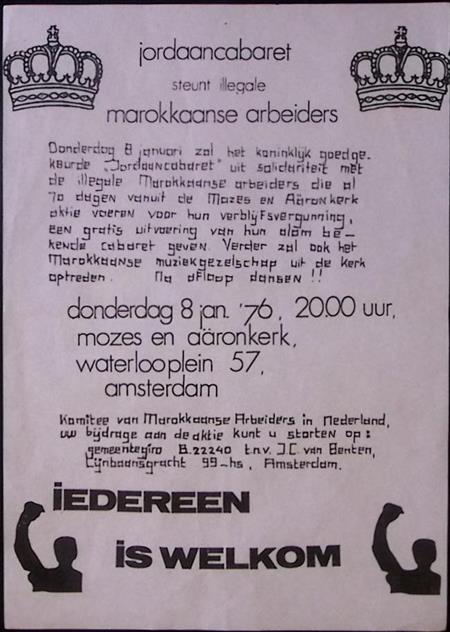 jordaancabaret
steunt illegale
marokkaanse arbeiders
Donderdag 8 januari zal het koninklijk goedge-
keurde „Jordaancabaret" uit solidariteit met
de illegale Marokkaanse arbeiders die al
70 dagen vanuit de Mozes en Aäronkerk
aktie voeren voor hun verblijfsvergunning,
een gratis uitvoering van hun alom be-
kende cabaret geven. Verder zal ook het
Marokkaanse muziekgezelschap uit de kerk
optreden. Na afloop dansen !!
donderdag 8 jan. '76, 20.00 uur,
mozes en aäronkerk,
waterlooplein 57,
amsterdam
Komitee van Marokkaanse Arbeiders in Nederland,
uw bijdrage aan de aktie kunt u storten op:
gemeentegiro B.22240 t.n.v. J.C. van Benten,
Lijnbaansgracht 99-hs, Amsterdam.
iEDEREEN
iS WELKOM